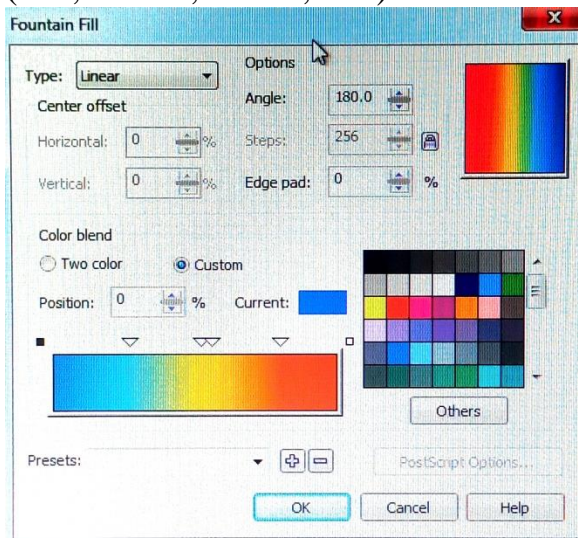 Fountain Fill
Type: Linear
Options
Center offset
Angle: 180.0
Horizontal: 0 %
Steps: 256
Vertical: 0 %
Edge pad: 0 %
Color blend
Two color Custom
Position: 0 % Current:
Others
Presets:
PostScript Options...
OK Cancel Help